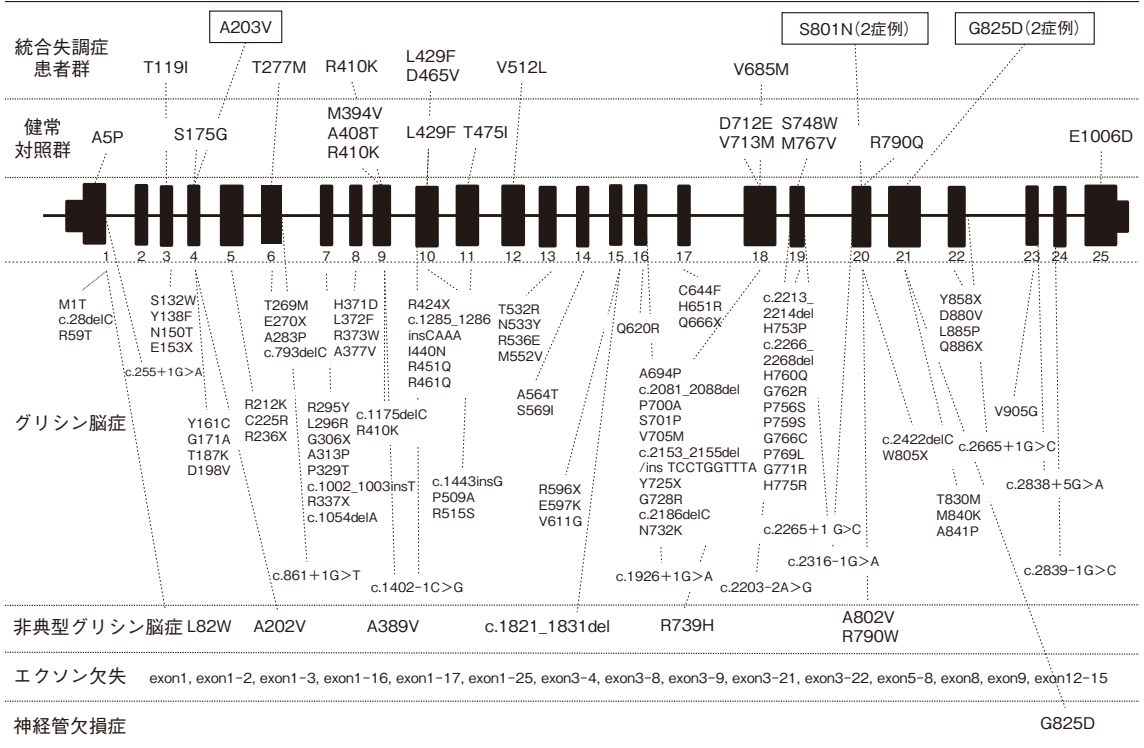 統合失調症
患者群
A203V
S801N(2症例)
G825D(2症例)
T119I
T277M
R410K
L429F
D465V
V512L
V685M
健常
対照群
A5P
S175G
M394V
A408T
R410K
L429F
T475I
D712E
V713M
S748W
M767V
R790Q
E1006D
1 2 3 4 5 6 7 8 9 10 11 12 13 14 15 16 17 18 19 20 21 22 23 24 25
グリシン脳症
M1T
c.28delC
R59T
c.255+1G>A
S132W
Y138F
N150T
E153X
Y161C
G171A
T187K
D198V
R212K
C225R
R236X
T269M
E270X
A283P
c.793delC
c.861+1G>T
R295Y
L296R
G306X
A313P
P329T
c.1002_1003insT
R337X
c.1054delA
H371D
L372F
R373W
A377V
c.1175delC
R410K
c.1402-1C>G
R424X
c.1285_1286
insCAAA
I440N
R451Q
R461Q
c.1443insG
P509A
R515S
T532R
N533Y
R536E
M552V
A564T
S569I
R596X
E597K
V611G
Q620R
c.1926+1G>A
C644F
H651R
Q666X
A694P
c.2081_2088del
P700A
S701P
V705M
c.2153_2155del
/ins TCCTGGTTTA
Y725X
G728R
c.2186delC
N732K
c.2203-2A>G
c.2213_
2214del
H753P
c.2266_
2268del
H760Q
G762R
P756S
P759S
G766C
P769L
G771R
H775R
c.2265+1 G>C
c.2316-1G>A
c.2422delC
W805X
T830M
M840K
A841P
Y858X
D880V
L885P
Q886X
c.2665+1G>C
V905G
c.2838+5G>A
c.2839-1G>C
非典型グリシン脳症 L82W A202V A389V c.1821_1831del R739H A802V
R790W
エクソン欠失 exon1, exon1-2, exon1-3, exon1-16, exon1-17, exon1-25, exon3-4, exon3-8, exon3-9, exon3-21, exon3-22, exon5-8, exon8, exon9, exon12-15
神経管欠損症 G825D